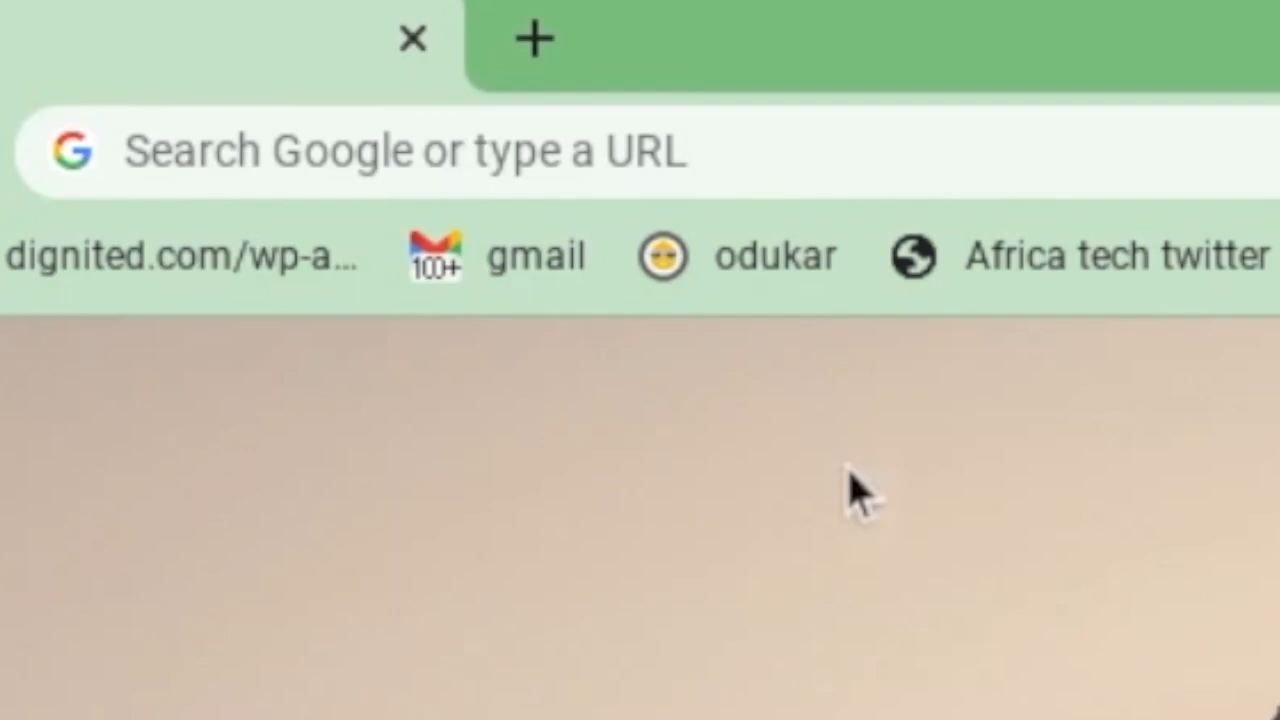 Search Google or type a URL
dignited.com/wp-a... 100+ gmail odukar Africa tech twitter